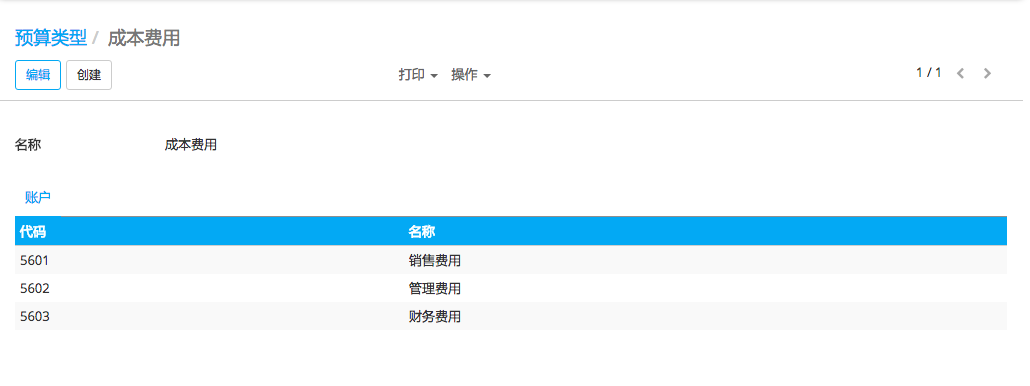 预算类型 / 成本费用
编辑 创建 打印 操作 1 / 1
名称 成本费用
账户
代码 名称
5601 销售费用
5602 管理费用
5603 财务费用